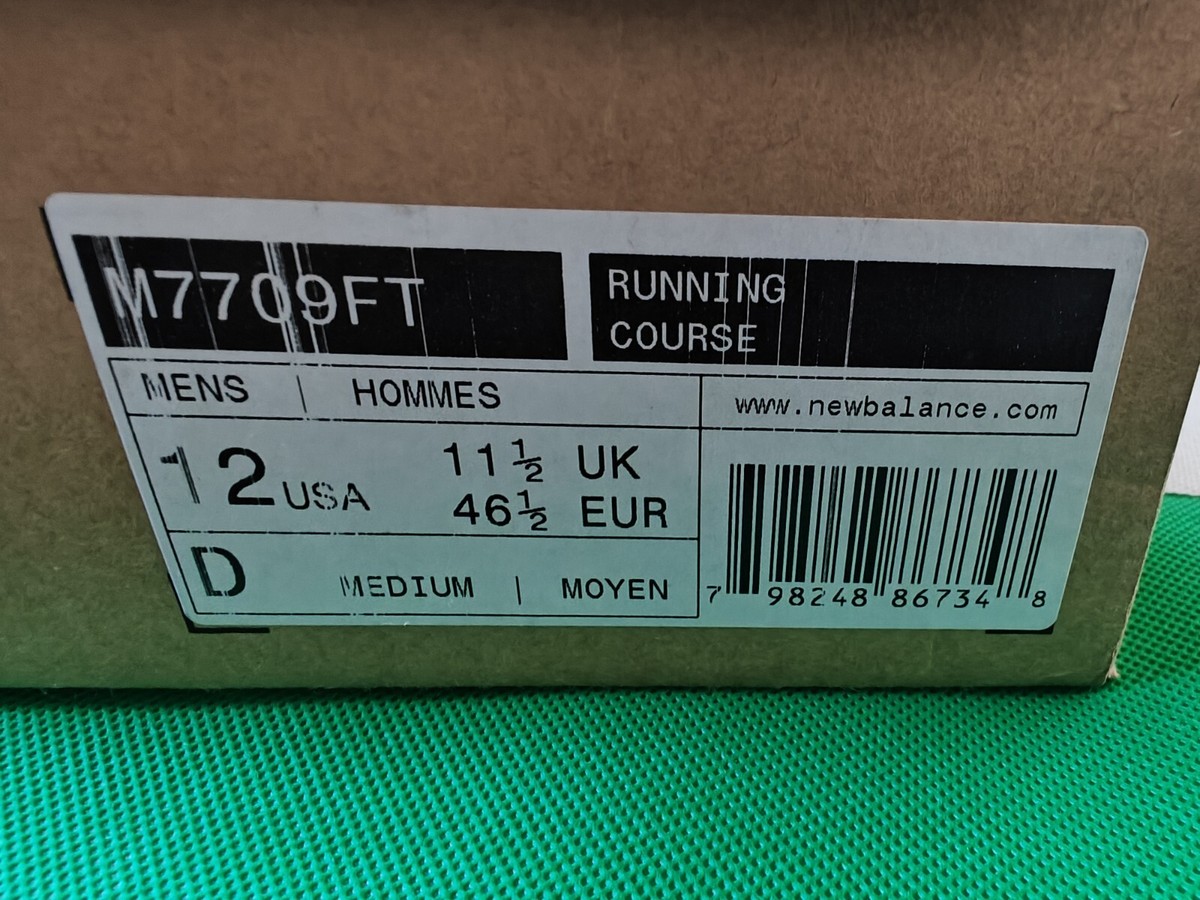 M7709FT
RUNNING
COURSE
MENS | HOMMES
www.newbalance.com
12 USA
11½ UK
46½ EUR
D MEDIUM | MOYEN
7 98248 86734 8